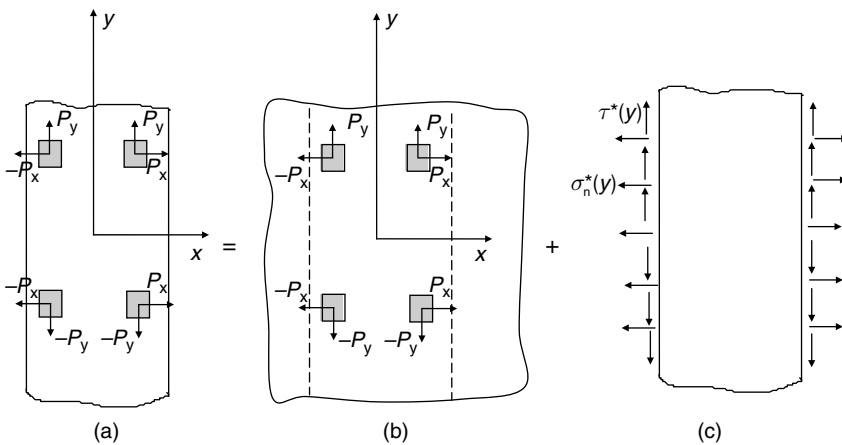 y
y
P_y P_y
−P_x P_x
P_y P_y
−P_x P_x
τ*(y)
σ_n*(y)
x
=
x
+
−P_x P_x
−P_y −P_y
−P_x P_x
−P_y −P_y
(a)
(b)
(c)